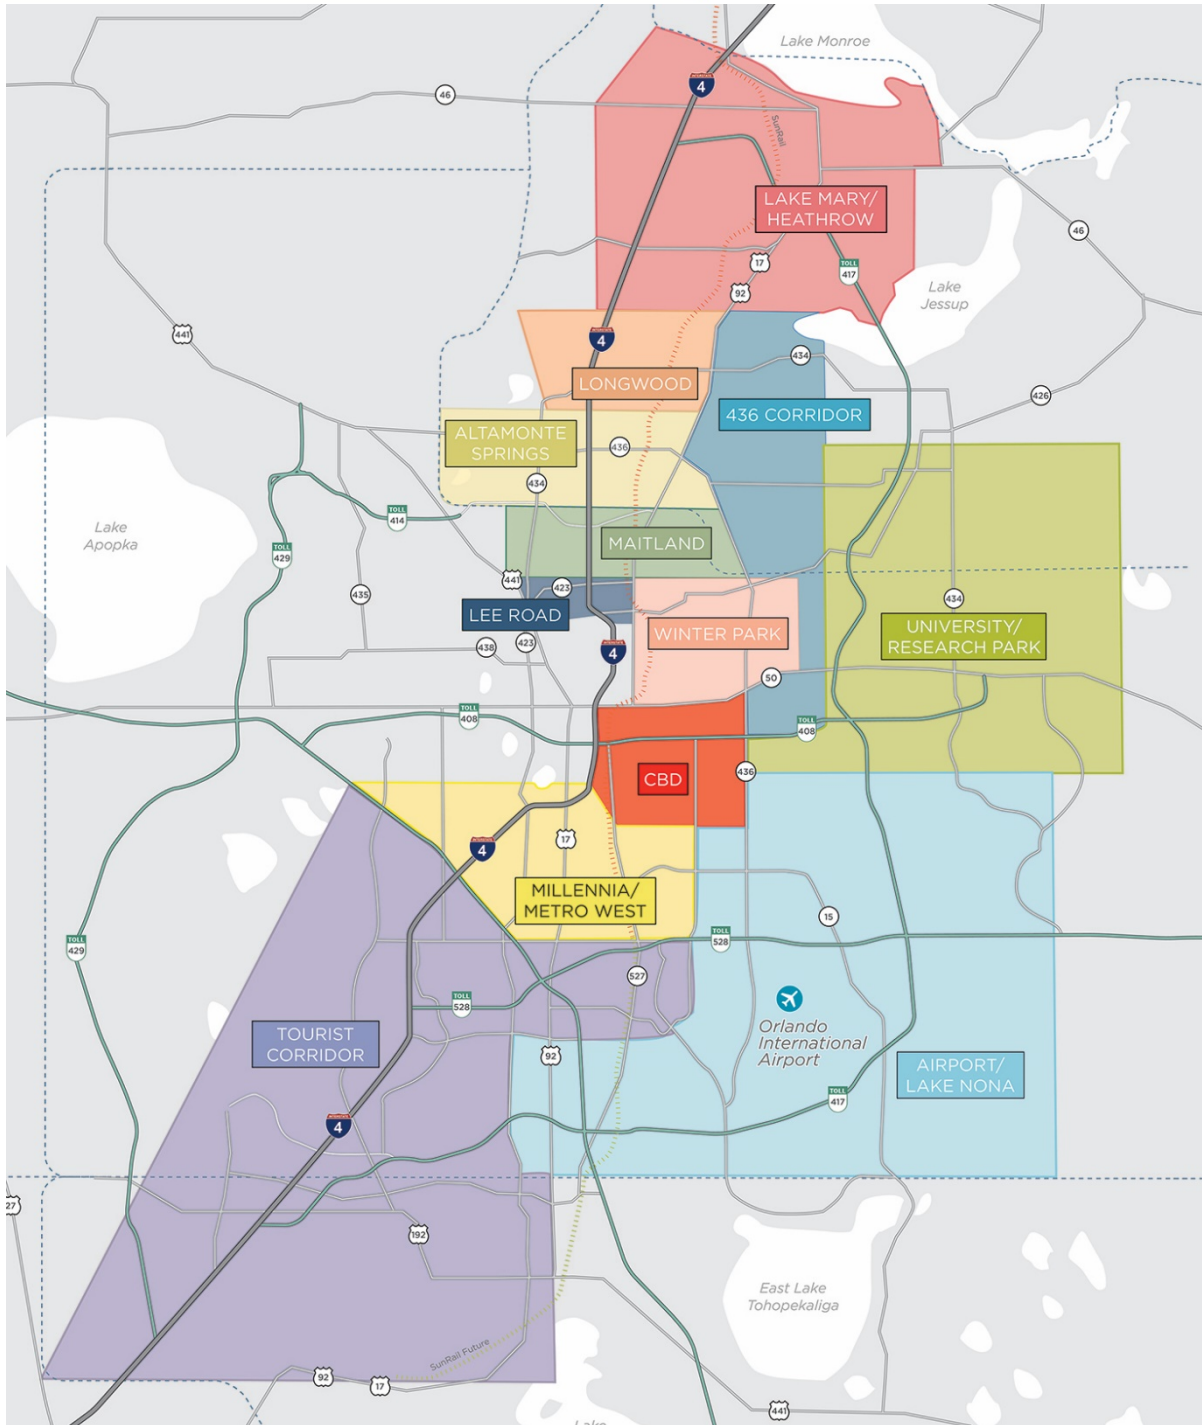 Lake Monroe
4
46
SunRail
LAKE MARY/
HEATHROW
46
17
TOLL
417
92
Lake
Jessup
441
4
434
LONGWOOD
426
436 CORRIDOR
ALTAMONTE
SPRINGS
436
434
TOLL
414
Lake
Apopka
TOLL
429
MAITLAND
441
423
435
434
LEE ROAD
WINTER PARK
UNIVERSITY/
RESEARCH PARK
423
438
4
50
TOLL
408
TOLL
408
CBD
436
17
4
MILLENNIA/
METRO WEST
15
TOLL
429
TOLL
528
527
TOLL
528
Orlando
International
Airport
TOURIST
CORRIDOR
92
AIRPORT/
LAKE NONA
TOLL
417
4
27
192
East Lake
Tohopekaliga
SunRail Future
92
17
441
Lake